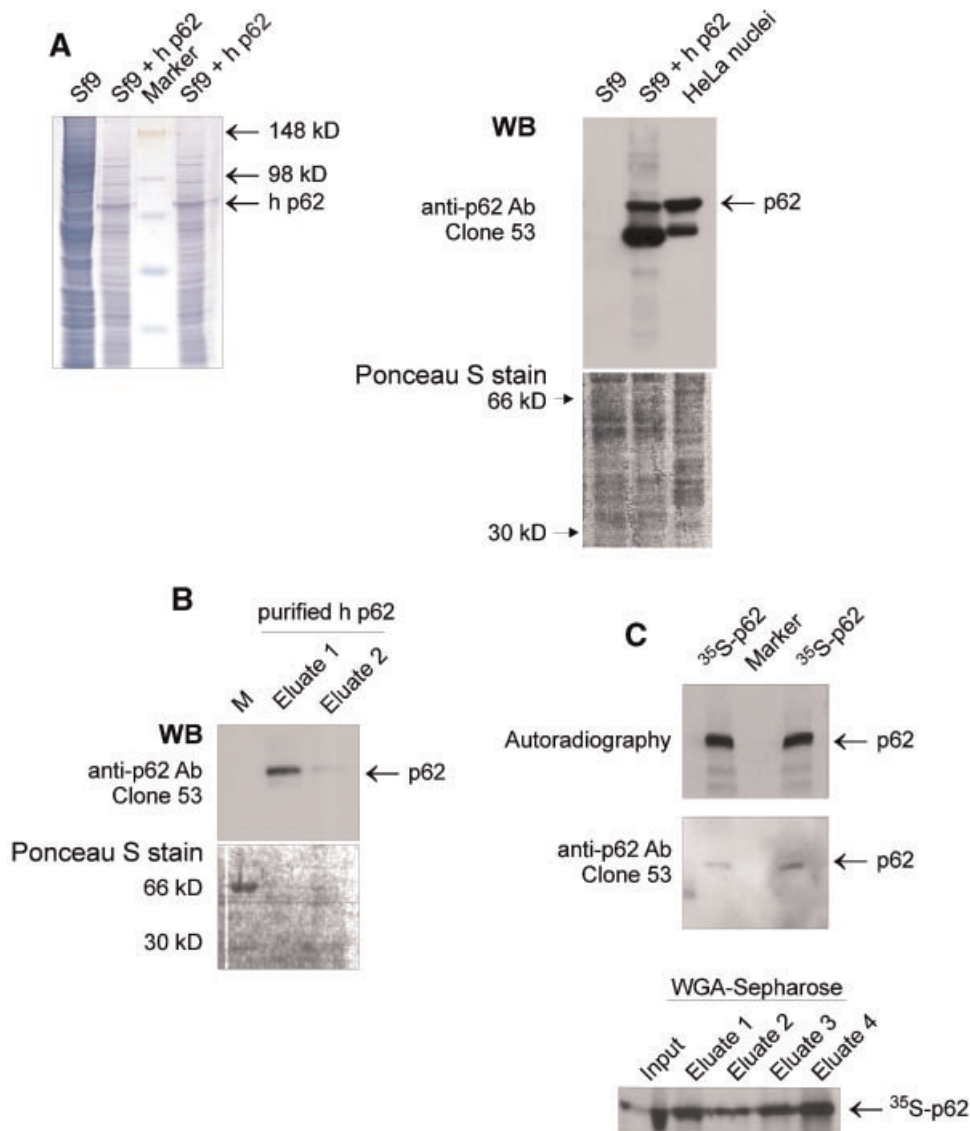 A
Sf9
Sf9 + h p62
Marker
Sf9 + h p62
← 148 kD
← 98 kD
← h p62
Sf9
Sf9 + h p62
HeLa nuclei
WB
anti-p62 Ab
Clone 53
← p62
Ponceau S stain
66 kD
30 kD
B
purified h p62
M
Eluate 1
Eluate 2
WB
anti-p62 Ab
Clone 53
← p62
Ponceau S stain
66 kD
30 kD
C
³⁵S-p62
Marker
³⁵S-p62
Autoradiography
← p62
anti-p62 Ab
Clone 53
← p62
WGA-Sepharose
Input
Eluate 1
Eluate 2
Eluate 3
Eluate 4
← ³⁵S-p62